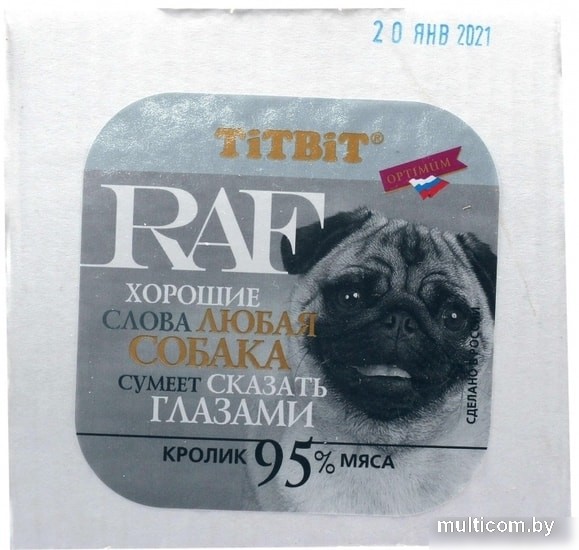 20 ЯНВ 2021
TiTBiT®
OPTIMUM
RAF
ХОРОШИЕ
СЛОВА ЛЮБАЯ
СОБАКА
СУМЕЕТ СКАЗАТЬ
ГЛАЗАМИ
СДЕЛАНО В РОССИИ
КРОЛИК 95% МЯСА
multicom.by